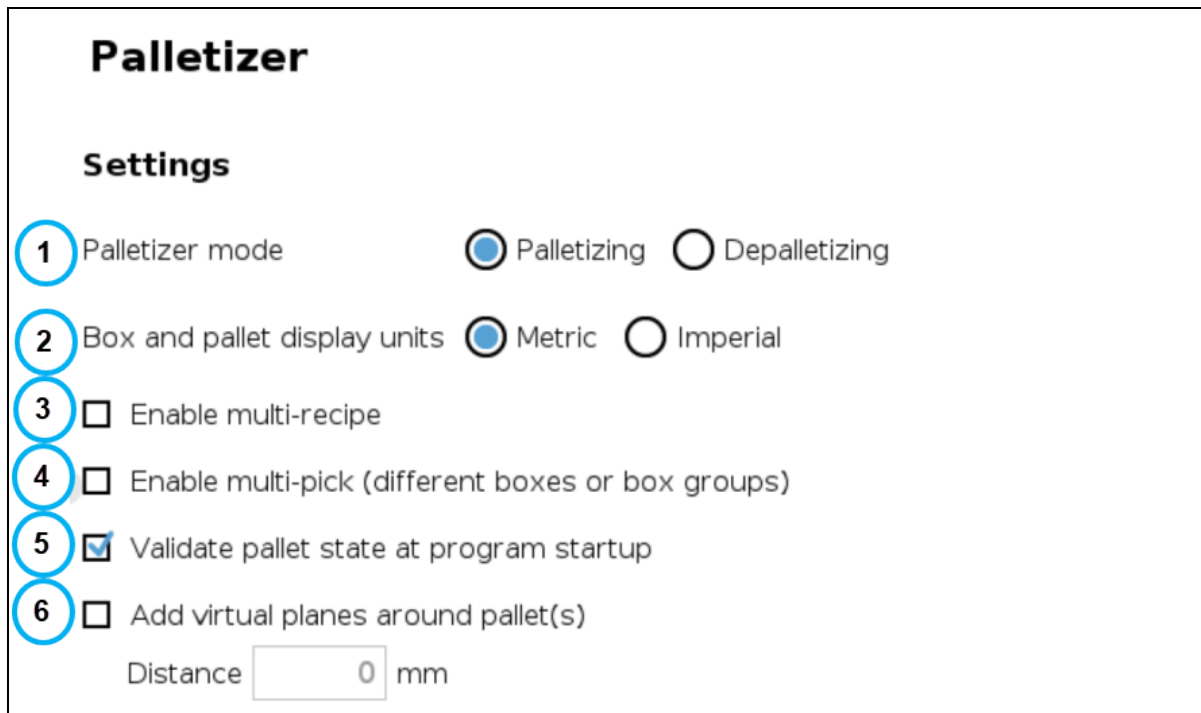 Palletizer
Settings
1 Palletizer mode Palletizing Depalletizing
2 Box and pallet display units Metric Imperial
3 Enable multi-recipe
4 Enable multi-pick (different boxes or box groups)
5 Validate pallet state at program startup
6 Add virtual planes around pallet(s)
Distance 0 mm